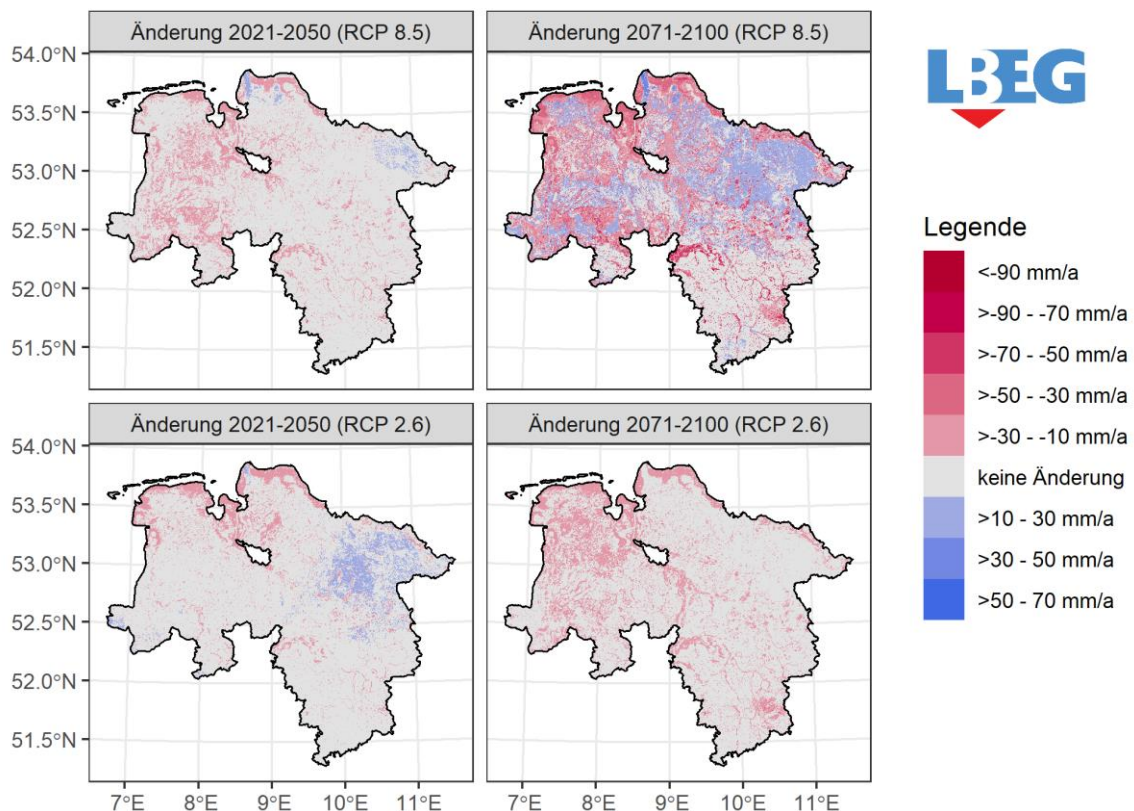 Änderung 2021-2050 (RCP 8.5)
Änderung 2071-2100 (RCP 8.5)
54.0°N
53.5°N
53.0°N
52.5°N
52.0°N
51.5°N
Änderung 2021-2050 (RCP 2.6)
Änderung 2071-2100 (RCP 2.6)
54.0°N
53.5°N
53.0°N
52.5°N
52.0°N
51.5°N
7°E 8°E 9°E 10°E 11°E
7°E 8°E 9°E 10°E 11°E
LBEG
Legende
<-90 mm/a
>-90 - -70 mm/a
>-70 - -50 mm/a
>-50 - -30 mm/a
>-30 - -10 mm/a
keine Änderung
>10 - 30 mm/a
>30 - 50 mm/a
>50 - 70 mm/a